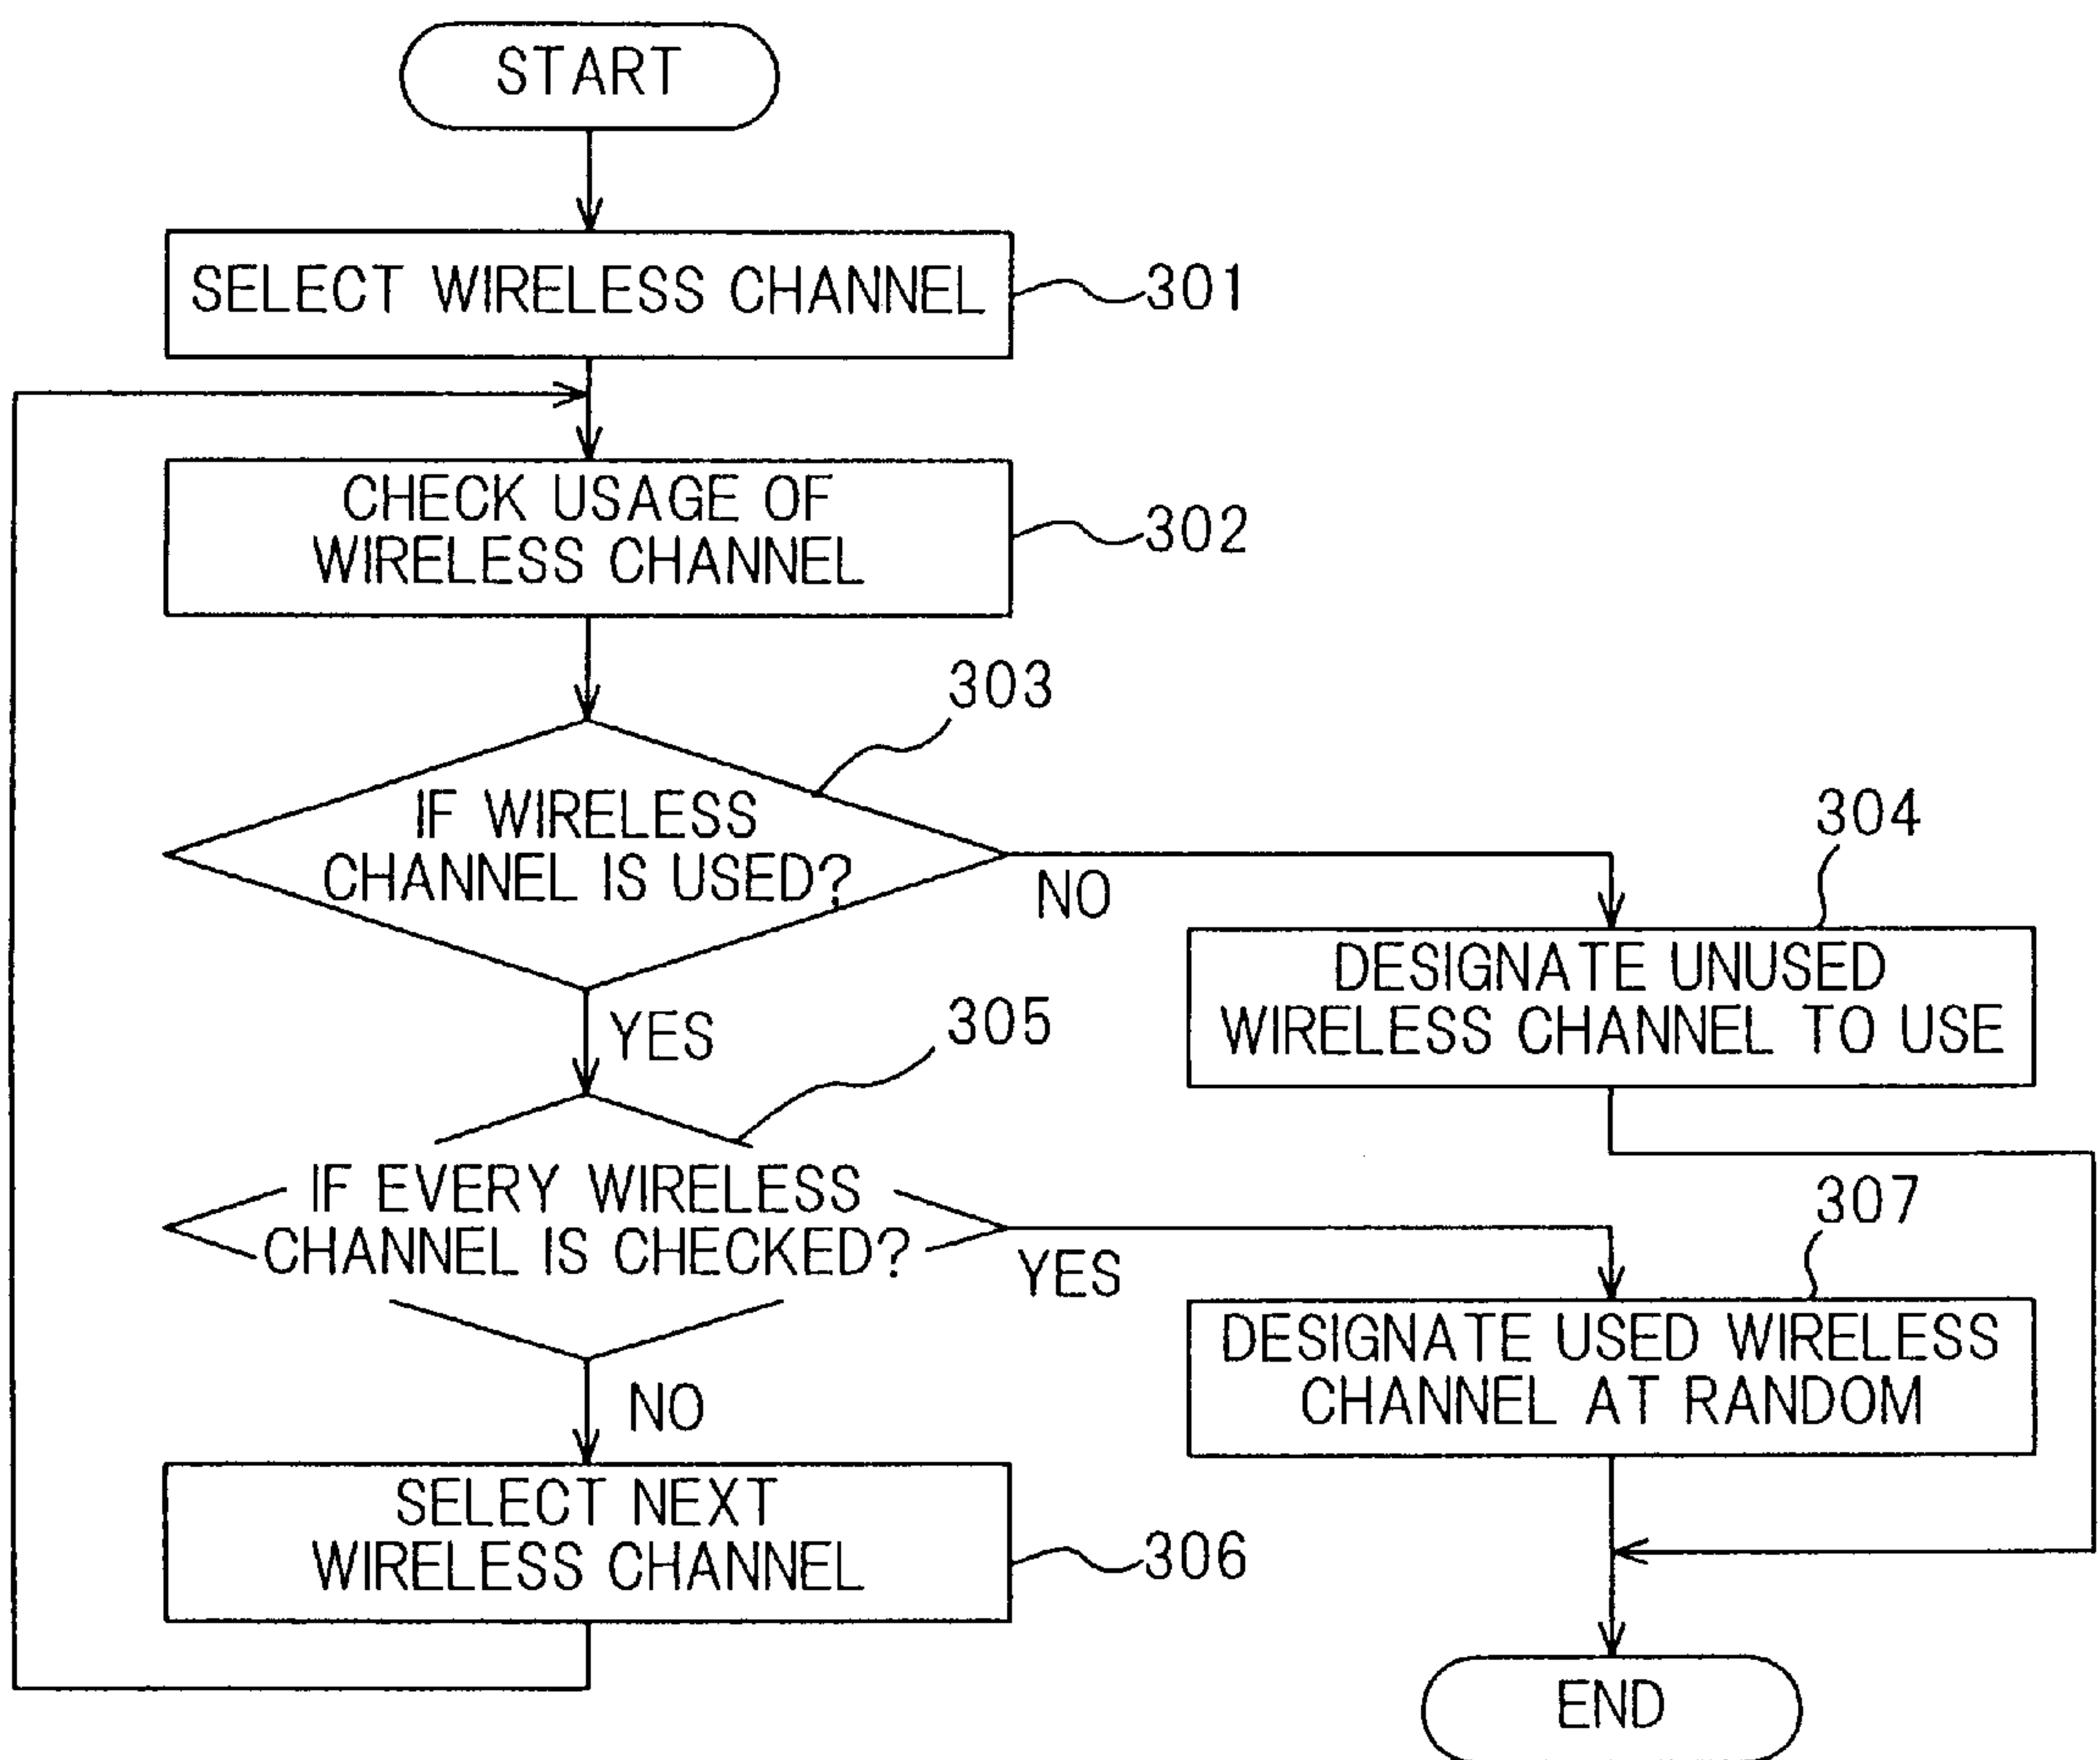 START
SELECT WIRELESS CHANNEL
301
CHECK USAGE OF
WIRELESS CHANNEL
302
303
IF WIRELESS
CHANNEL IS USED?
NO
YES
304
DESIGNATE UNUSED
WIRELESS CHANNEL TO USE
305
IF EVERY WIRELESS
CHANNEL IS CHECKED?
YES
NO
307
DESIGNATE USED WIRELESS
CHANNEL AT RANDOM
SELECT NEXT
WIRELESS CHANNEL
306
END